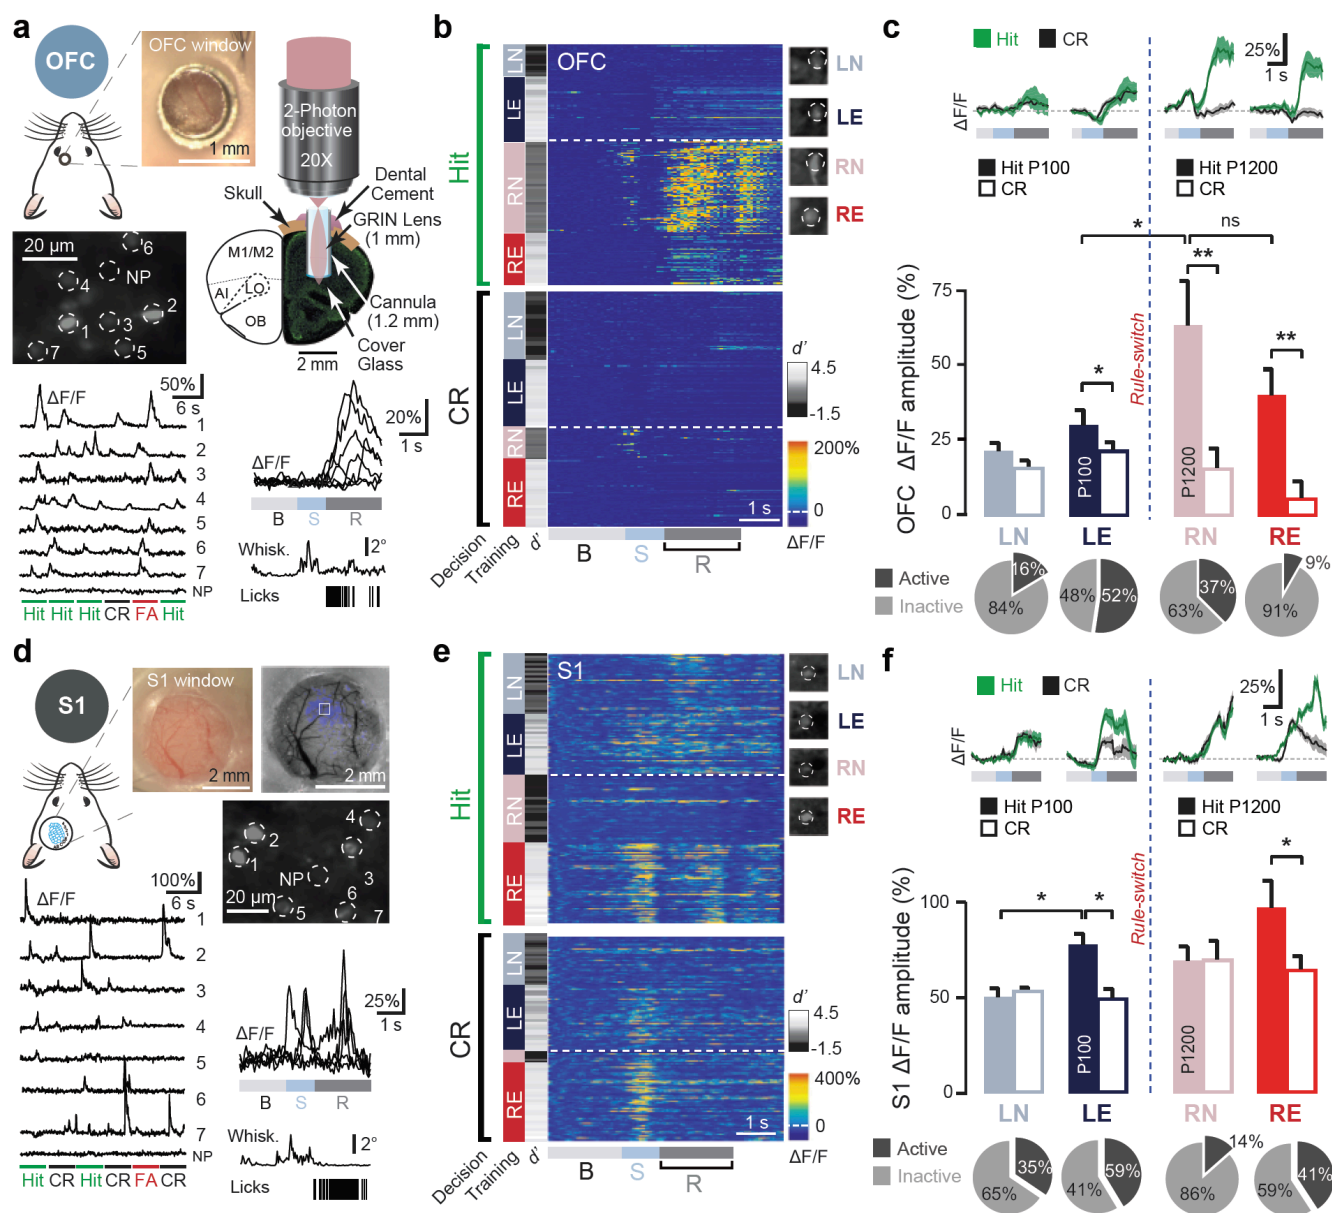 a
OFC
OFC window
1 mm
2-Photon
objective
20X
Skull
Dental
Cement
GRIN Lens
(1 mm)
M1/M2
AI
LO
OB
Cannula
(1.2 mm)
Cover
Glass
2 mm
20 µm
6
4
NP
2
1
3
7
5
50%
6 s
ΔF/F
1
2
3
4
5
6
7
NP
Hit Hit Hit CR FA Hit
20%
1 s
ΔF/F
B S R
Whisk.
2°
Licks
b
OFC
Hit
LN
LE
RN
RE
CR
LN
LE
RN
RE
LN
LE
RN
RE
d'
4.5
-1.5
200%
0
ΔF/F
1 s
Decision
Training
d'
B S R
c
Hit CR
25%
1 s
ΔF/F
Hit P100
CR
Hit P1200
CR
* ns
**
*
**
Rule-switch
OFC ΔF/F amplitude (%)
75
50
25
0
P100
P1200
LN LE RN RE
Active
Inactive
16%
84%
48%
52%
37%
63%
9%
91%
d
S1
S1 window
2 mm
2 mm
4
2
1
NP
3
6
5
7
20 µm
100%
6 s
ΔF/F
1
2
3
4
5
6
7
NP
Hit CR Hit CR FA CR
25%
1 s
ΔF/F
B S R
Whisk.
2°
Licks
e
S1
Hit
LN
LE
RN
RE
CR
LN
LE
RE
LN
LE
RN
RE
d'
4.5
-1.5
400%
0
ΔF/F
1 s
Decision
Training
d'
B S R
f
Hit CR
25%
1 s
ΔF/F
Hit P100
CR
Hit P1200
CR
*
* *
Rule-switch
S1 ΔF/F amplitude (%)
100
50
0
P100
P1200
LN LE RN RE
Active
Inactive
35%
65%
59%
41%
14%
86%
41%
59%